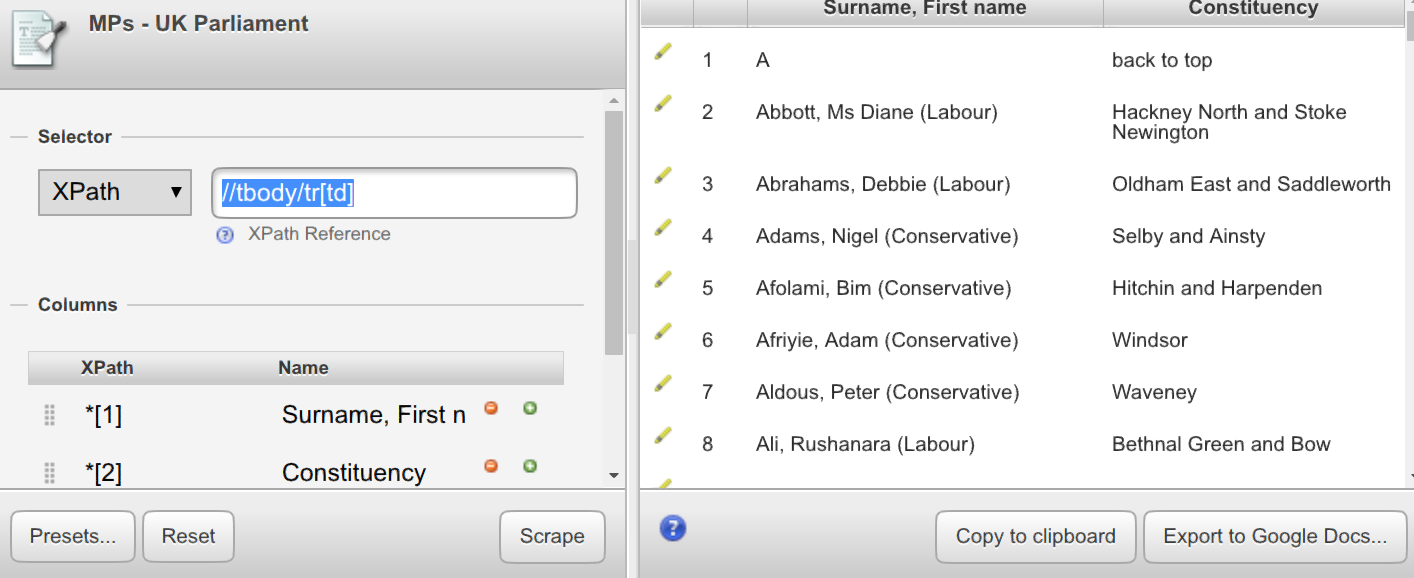 MPs - UK Parliament
Selector
XPath ▼
//tbody/tr[td]
? XPath Reference
Columns
XPath Name
*[1] Surname, First n
*[2] Constituency
Presets... Reset Scrape
Surname, First name Constituency
1 A back to top
2 Abbott, Ms Diane (Labour) Hackney North and Stoke
Newington
3 Abrahams, Debbie (Labour) Oldham East and Saddleworth
4 Adams, Nigel (Conservative) Selby and Ainsty
5 Afolami, Bim (Conservative) Hitchin and Harpenden
6 Afriyie, Adam (Conservative) Windsor
7 Aldous, Peter (Conservative) Waveney
8 Ali, Rushanara (Labour) Bethnal Green and Bow
? Copy to clipboard Export to Google Docs...